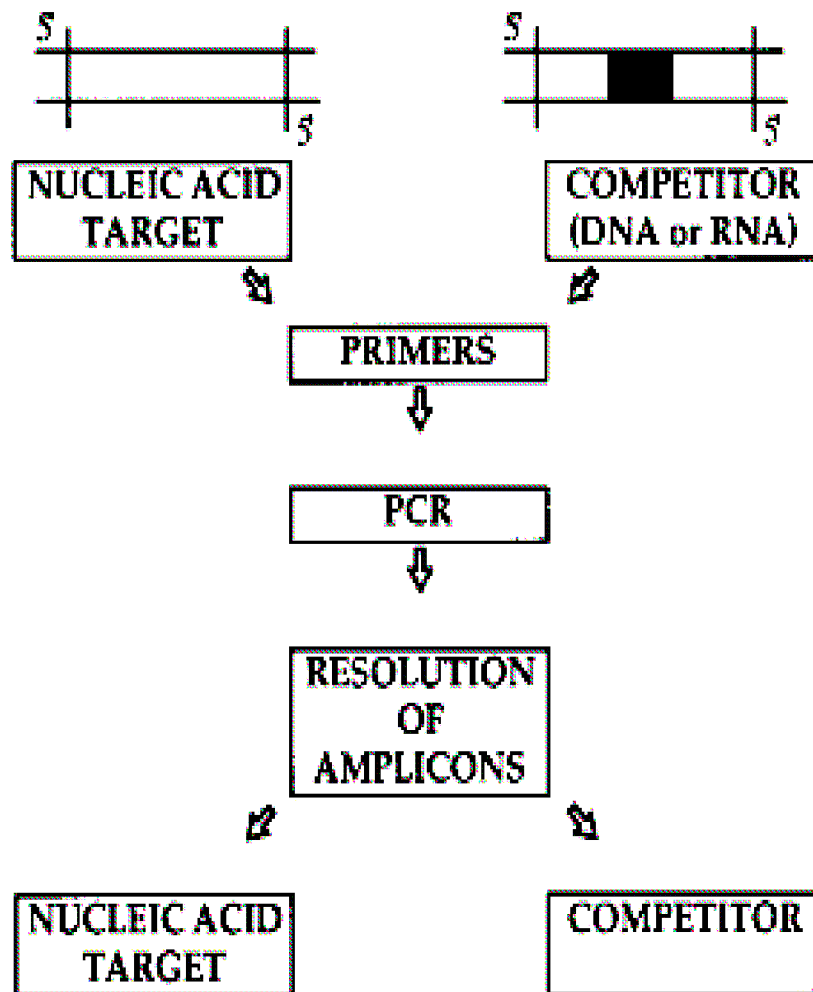 5'
5'
5'
5'
NUCLEIC ACID
TARGET
COMPETITOR
(DNA or RNA)
PRIMERS
PCR
RESOLUTION
OF
AMPLICONS
NUCLEIC ACID
TARGET
COMPETITOR